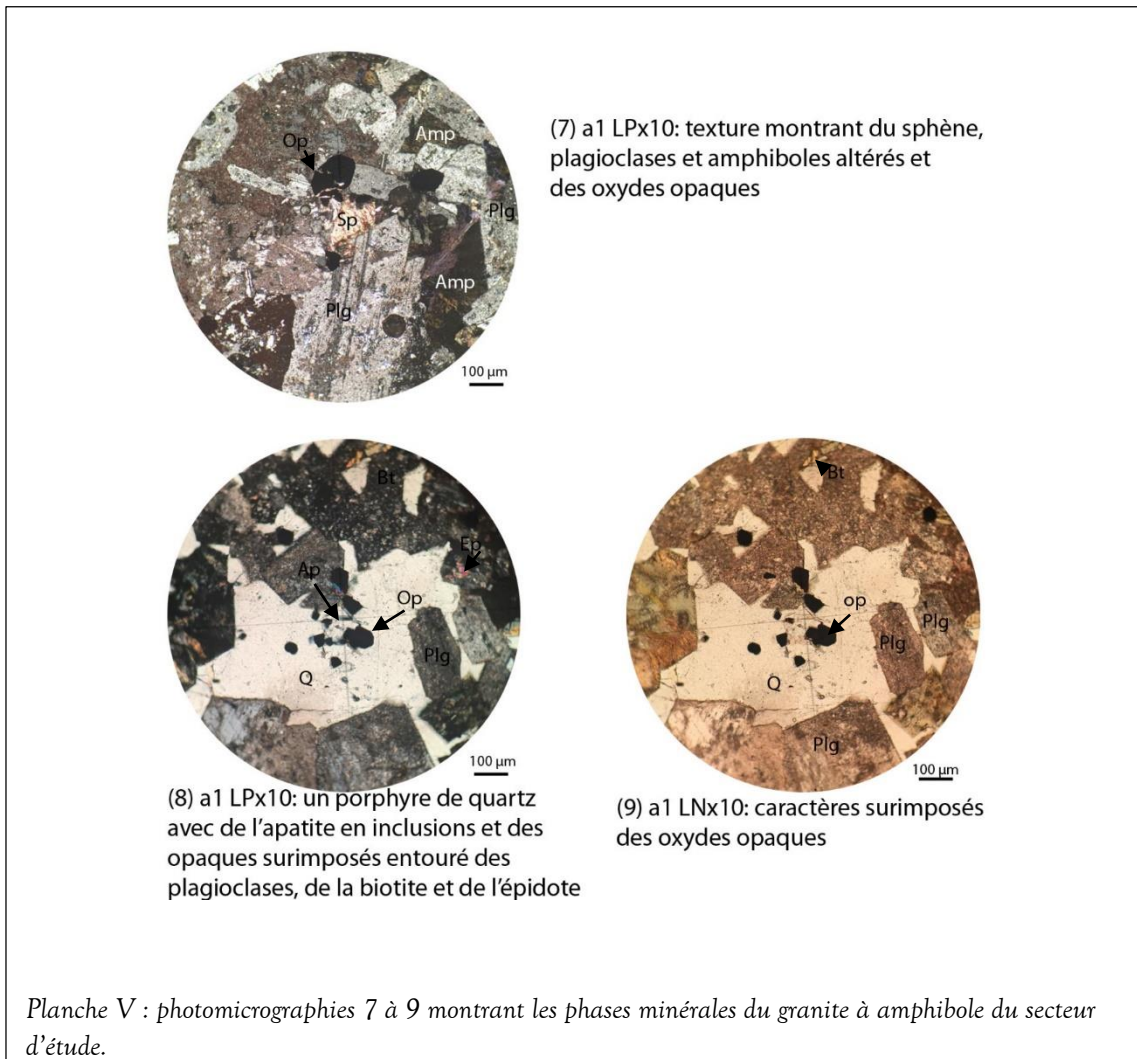 (7) a1 LPx10: texture montrant du sphène,
plagioclases et amphiboles altérés et
des oxydes opaques
Op
Amp
Sp
Plg
Amp
Plg
100 µm
Bt
Ep
Ap
Op
Plg
Q
100 µm
(8) a1 LPx10: un porphyre de quartz
avec de l'apatite en inclusions et des
opaques surimposés entouré des
plagioclases, de la biotite et de l'épidote
Bt
op
Plg
Plg
Q
Plg
100 µm
(9) a1 LNx10: caractères surimposés
des oxydes opaques
Planche V : photomicrographies 7 à 9 montrant les phases minérales du granite à amphibole du secteur
d'étude.